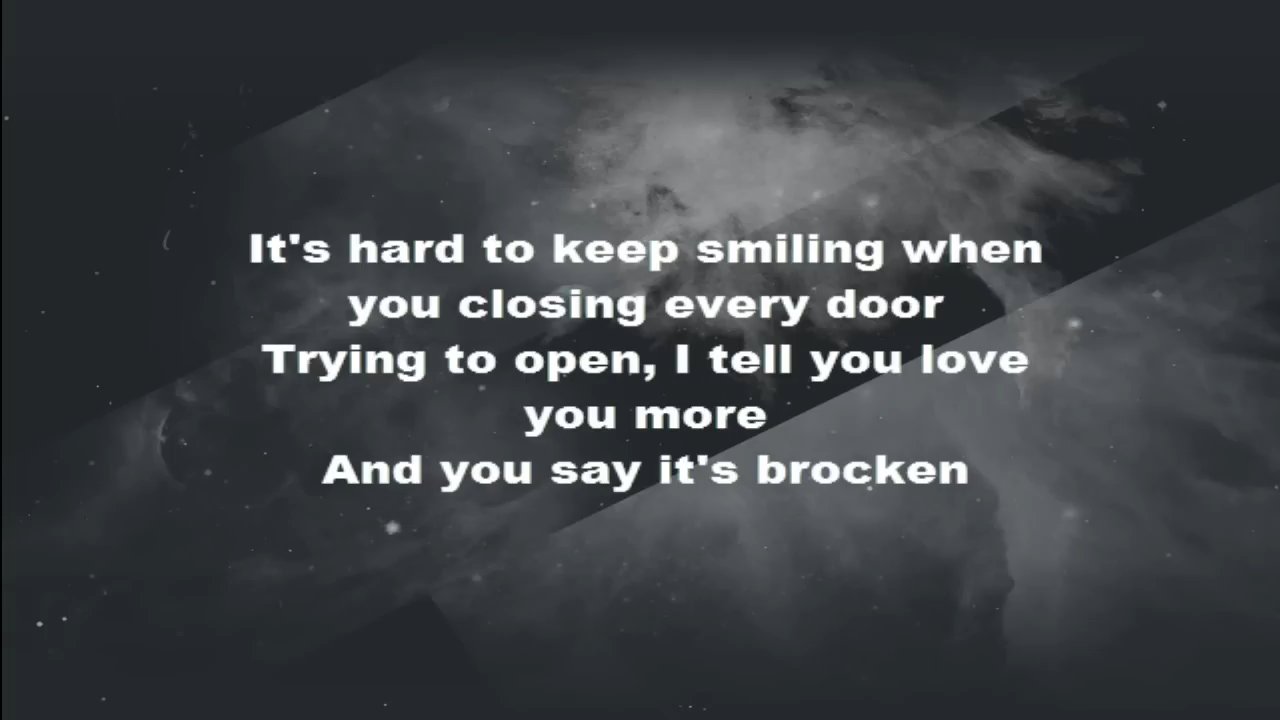 It's hard to keep smiling when
you closing every door
Trying to open, I tell you love
you more
And you say it's brocken